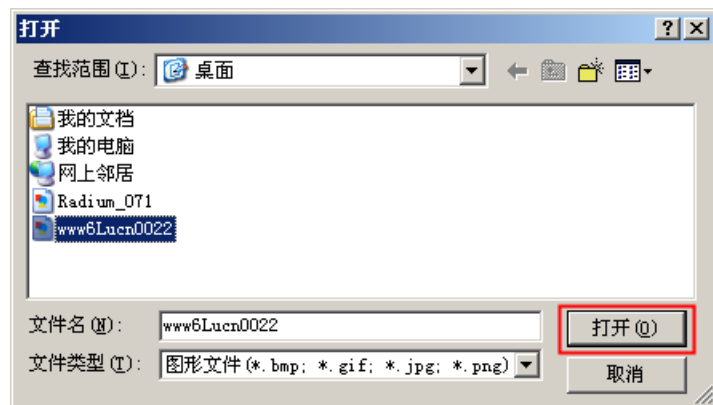 打开
查找范围(I): 桌面
我的文档
我的电脑
网上邻居
Radium_071
www6Lucn0022
文件名(N): www6Lucn0022 打开(O)
文件类型(T): 图形文件(*.bmp; *.gif; *.jpg; *.png) 取消